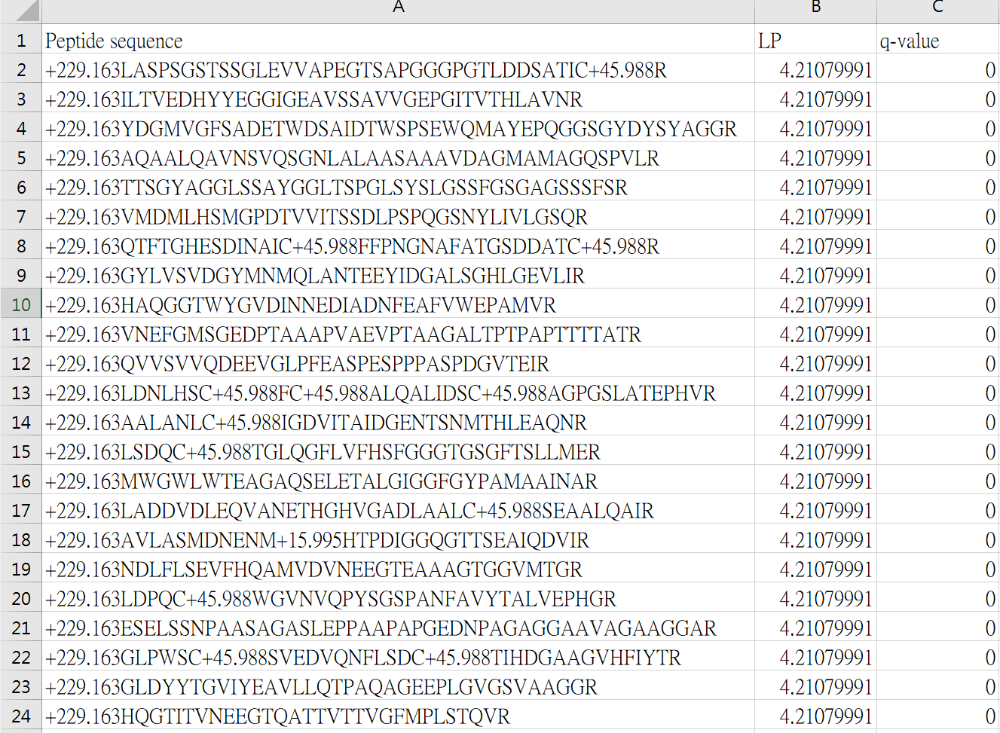 A B C
1 Peptide sequence LP q-value
2 +229.163LASPSGSTSSGLEVVAPEGTSAPGGGPGTLDDSATIC+45.988R 4.21079991 0
3 +229.163ILTVEDHYYEGGIGEAVSSAVVGEPGITVTHLAVNR 4.21079991 0
4 +229.163YDGMVGFSADETWDSAIDTWSPSEWQMAYEPQGGSGYDYSYAGGR 4.21079991 0
5 +229.163AQAALQAVNSVQSGNLALAASAAAVDAGMAMAGQSPVLR 4.21079991 0
6 +229.163TTSGYAGGLSSAYGGLTSPGLSYSLGSSFGSGAGSSSFSR 4.21079991 0
7 +229.163VMDMLHSMGPDTVVITSSDLPSPQGSNYLIVLGSQR 4.21079991 0
8 +229.163QTFTGHESDINAIC+45.988FFPNGNAFATGSDDATC+45.988R 4.21079991 0
9 +229.163GYLVSVDGYMNMQLANTEEYIDGALSGHLGEVLIR 4.21079991 0
10 +229.163HAQGGTWYGVDINNEDIADNFEAFVWEPAMVR 4.21079991 0
11 +229.163VNEFGMSGEDPTAAAPVAEVPTAAGALTPTPAPTTTTATR 4.21079991 0
12 +229.163QVVSVVQDEEVGLPFEASPESPPPASPDGVTEIR 4.21079991 0
13 +229.163LDNLHSC+45.988FC+45.988ALQALIDSC+45.988AGPGSLATEPHVR 4.21079991 0
14 +229.163AALANLC+45.988IGDVITAIDGENTSNMTHLEAQNR 4.21079991 0
15 +229.163LSDQC+45.988TGLQGFLVFHSFGGGTGSGFTSLLMER 4.21079991 0
16 +229.163MWGWLWTEAGAQSELETALGIGGFGYPAMAAINAR 4.21079991 0
17 +229.163LADDVDLEQVANETHGHVGADLAALC+45.988SEAALQAIR 4.21079991 0
18 +229.163AVLASMDNENM+15.995HTPDIGGQGTTSEAIQDVIR 4.21079991 0
19 +229.163NDLFLSEVFHQAMVDVNEEGTEAAAGTGGVMTGR 4.21079991 0
20 +229.163LDPQC+45.988WGVNVQPYSGSPANFAVYTALVEPHGR 4.21079991 0
21 +229.163ESELSSNPAASAGASLEPPAAPAPGEDNPAGAGGAAVAGAAGGAR 4.21079991 0
22 +229.163GLPWSC+45.988SVEDVQNFLSDC+45.988TIHDGAAGVHFIYTR 4.21079991 0
23 +229.163GLDYYTGVIYEAVLLQTPAQAGEEPLGVGSVAAGGR 4.21079991 0
24 +229.163HQGTITVNEEGTQATTVTTVGFMPLSTQVR 4.21079991 0